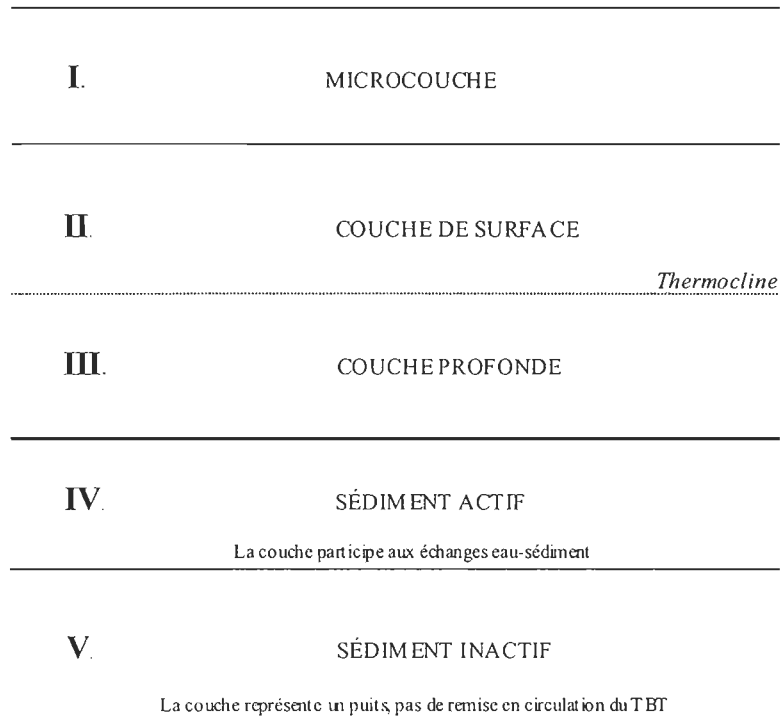 I. MICROCOUCHE
II. COUCHE DE SURFACE
Thermocline
III. COUCHE PROFONDE
IV. SÉDIMENT ACTIF
La couche participe aux échanges eau-sédiment
V. SÉDIMENT INACTIF
La couche représente un puits, pas de remise en circulation du TBT